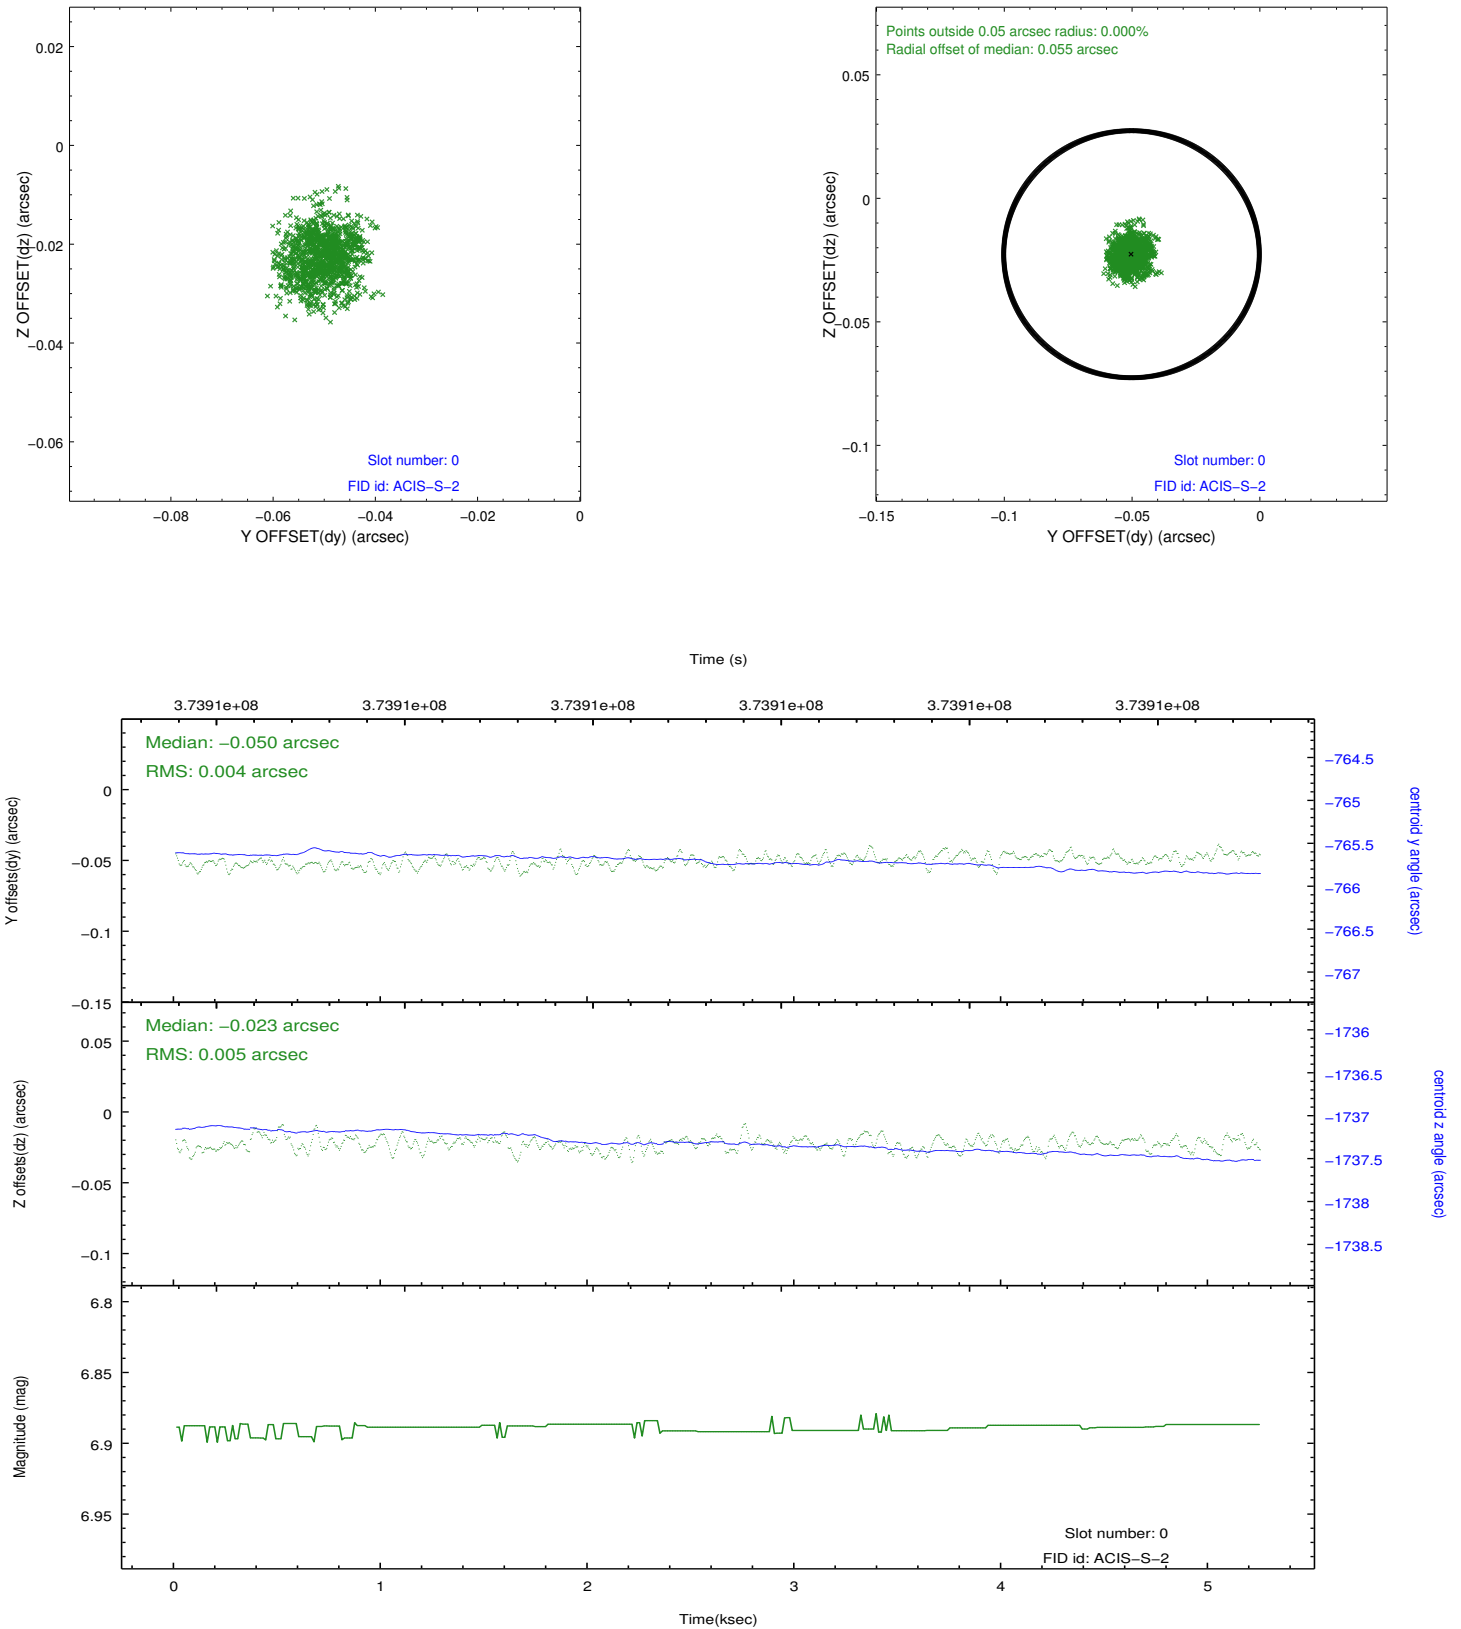 0.02
0
−0.02
−0.04
−0.06
Z OFFSET(dz) (arcsec)
Slot number: 0
FID id: ACIS−S−2
−0.08 −0.06 −0.04 −0.02 0
Y OFFSET(dy) (arcsec)
Points outside 0.05 arcsec radius: 0.000%
Radial offset of median: 0.055 arcsec
0.05
0
−0.05
−0.1
Z OFFSET(dz) (arcsec)
Slot number: 0
FID id: ACIS−S−2
−0.15 −0.1 −0.05 0
Y OFFSET(dy) (arcsec)
Time (s)
3.7391e+08 3.7391e+08 3.7391e+08 3.7391e+08 3.7391e+08 3.7391e+08
Median: −0.050 arcsec
RMS: 0.004 arcsec
0
−0.05
−0.1
−0.15
Y offsets(dy) (arcsec)
−764.5
−765
−765.5
−766
−766.5
−767
centroid y angle (arcsec)
Median: −0.023 arcsec
RMS: 0.005 arcsec
0.05
0
−0.05
−0.1
Z offsets(dz) (arcsec)
−1736
−1736.5
−1737
−1737.5
−1738
−1738.5
centroid z angle (arcsec)
6.8
6.85
6.9
6.95
Magnitude (mag)
Slot number: 0
FID id: ACIS−S−2
0 1 2 3 4 5
Time(ksec)